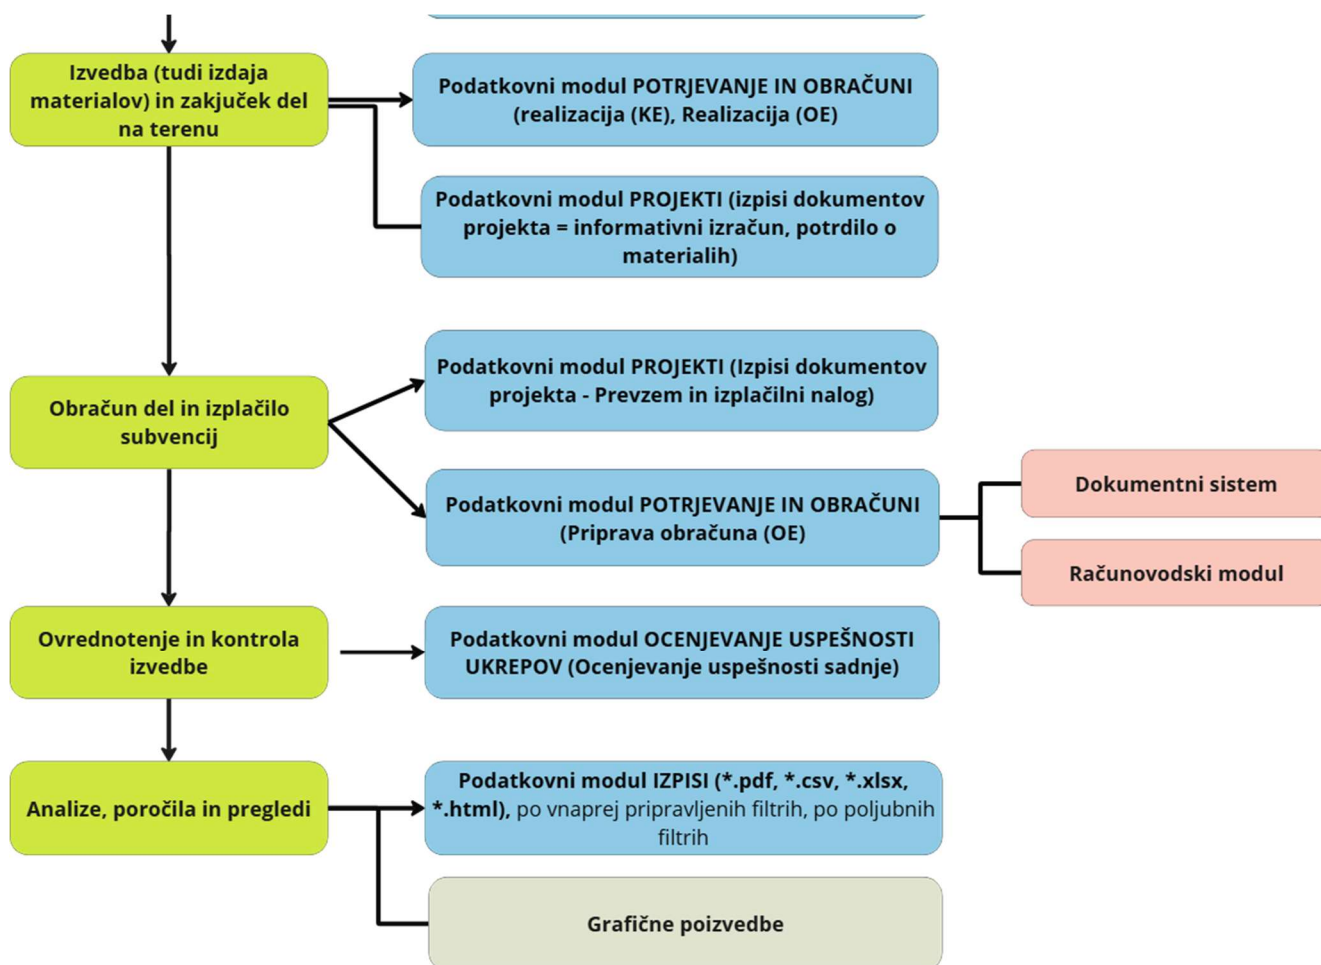 Izvedba (tudi izdaja
materialov) in zakjuček del
na terenu
Podatkovni modul POTRJEVANJE IN OBRAČUNI
(realizacija (KE), Realizacija (OE)
Podatkovni modul PROJEKTI (izpisi dokumentov
projekta = informativni izračun, potrdilo o
materialih)
Obračun del in izplačilo
subvencij
Podatkovni modul PROJEKTI (Izpisi dokumentov
projekta - Prevzem in izplačilni nalog)
Podatkovni modul POTRJEVANJE IN OBRAČUNI
(Priprava obračuna (OE)
Dokumentni sistem
Računovodski modul
Ovrednotenje in kontrola
izvedbe
Podatkovni modul OCENJEVANJE USPEŠNOSTI
UKREPOV (Ocenjevanje uspešnosti sadnje)
Analize, poročila in pregledi
Podatkovni modul IZPISI (*.pdf, *.csv, *.xlsx,
*.html), po vnaprej pripravljenih filtrih, po poljubnih
filtrih
Grafične poizvedbe